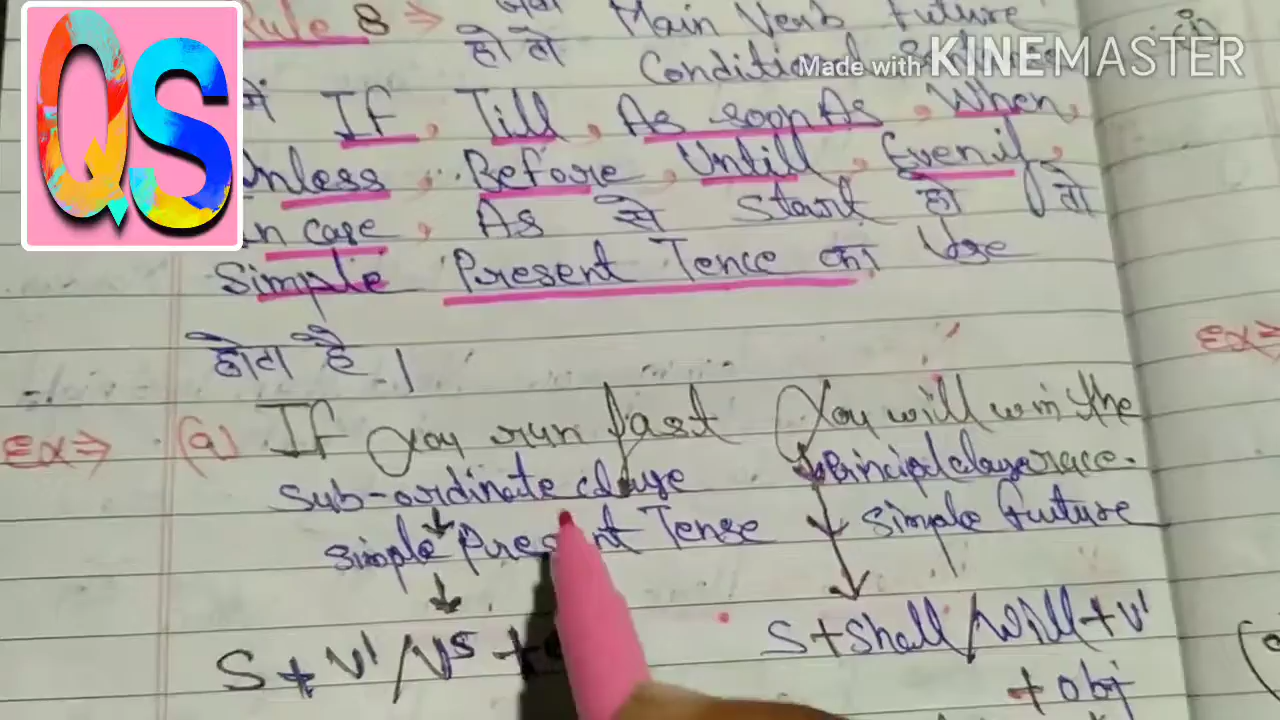 QS
Made with KINEMASTER
Rule 8 ⇒ जब Main Verb Future
हो तो Conditional
में If, Till, As soon As, When,
Unless, Before, Untill, Even if,
In case, As से start हो तो
Simple Present Tence का Use
होता है।
Ex ⇒ (a) If you run fast you will win the
race.
sub-ordinate clause principal clause
simple Present Tense simple future
S + V¹ / V^s + S + shall / will + V¹
+ obj
Ex ⇒